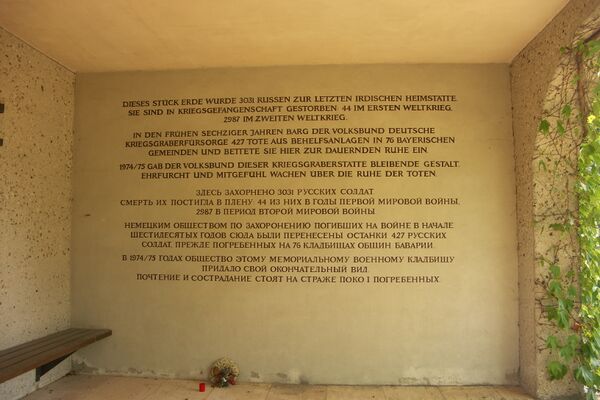 DIESES STÜCK ERDE WURDE 3031 RUSSEN ZUR LETZTEN IRDISCHEN HEIMSTATTE.
SIE SIND IN KRIEGSGEFANGENSCHAFT GESTORBEN: 44 IM ERSTEN WELTKRIEG,
2987 IM ZWEITEN WELTKRIEG.
IN DEN FRÜHEN SECHZIGER JAHREN BARG DER VOLKSBUND DEUTSCHE
KRIEGSGRABERFÜRSORGE 427 TOTE AUS BEHELFSANLAGEN IN 76 BAYERISCHEN
GEMEINDEN UND BETTETE SIE HIER ZUR DAUERNDEN RUHE EIN.
1974/75 GAB DER VOLKSBUND DIESER KRIEGSGRABERSTATTE BLEIBENDE GESTALT.
EHRFURCHT UND MITGEFÜHL WACHEN ÜBER DIE RUHE DER TOTEN.
ЗДЕСЬ ЗАХОРНЕНО 3031 РУССКИХ СОЛДАТ
СМЕРТЬ ИХ ПОСТИГЛА В ПЛЕНУ: 44 ИЗ НИХ В ГОДЫ ПЕРВОЙ МИРОВОЙ ВОЙНЫ,
2987 В ПЕРИОД ВТОРОЙ МИРОВОЙ ВОЙНЫ
НЕМЕЦКИМ ОБЩЕСТВОМ ПО ЗАХОРОНЕНИЮ ПОГИБШИХ НА ВОЙНЕ В НАЧАЛЕ
ШЕСТИДЕСЯТЫХ ГОДОВ СЮДА БЫЛИ ПЕРЕНЕСЕНЫ ОСТАНКИ 427 РУССКИХ
СОЛДАТ, ПРЕЖДЕ ПОГРЕБЕННЫХ НА 76 КЛАДБИЩАХ ОБЩИН БАВАРИИ.
В 1974/75 ГОДАХ ОБЩЕСТВО ЭТОМУ МЕМОРИАЛЬНОМУ ВОЕННОМУ КЛАДБИЩУ
ПРИДАЛО СВОЙ ОКОНЧАТЕЛЬНЫЙ ВИД.
ПОЧТЕНИЕ И СОСТРАДАНИЕ СТОЯТ НА СТРАЖЕ ПОКО Я ПОГРЕБЕННЫХ.